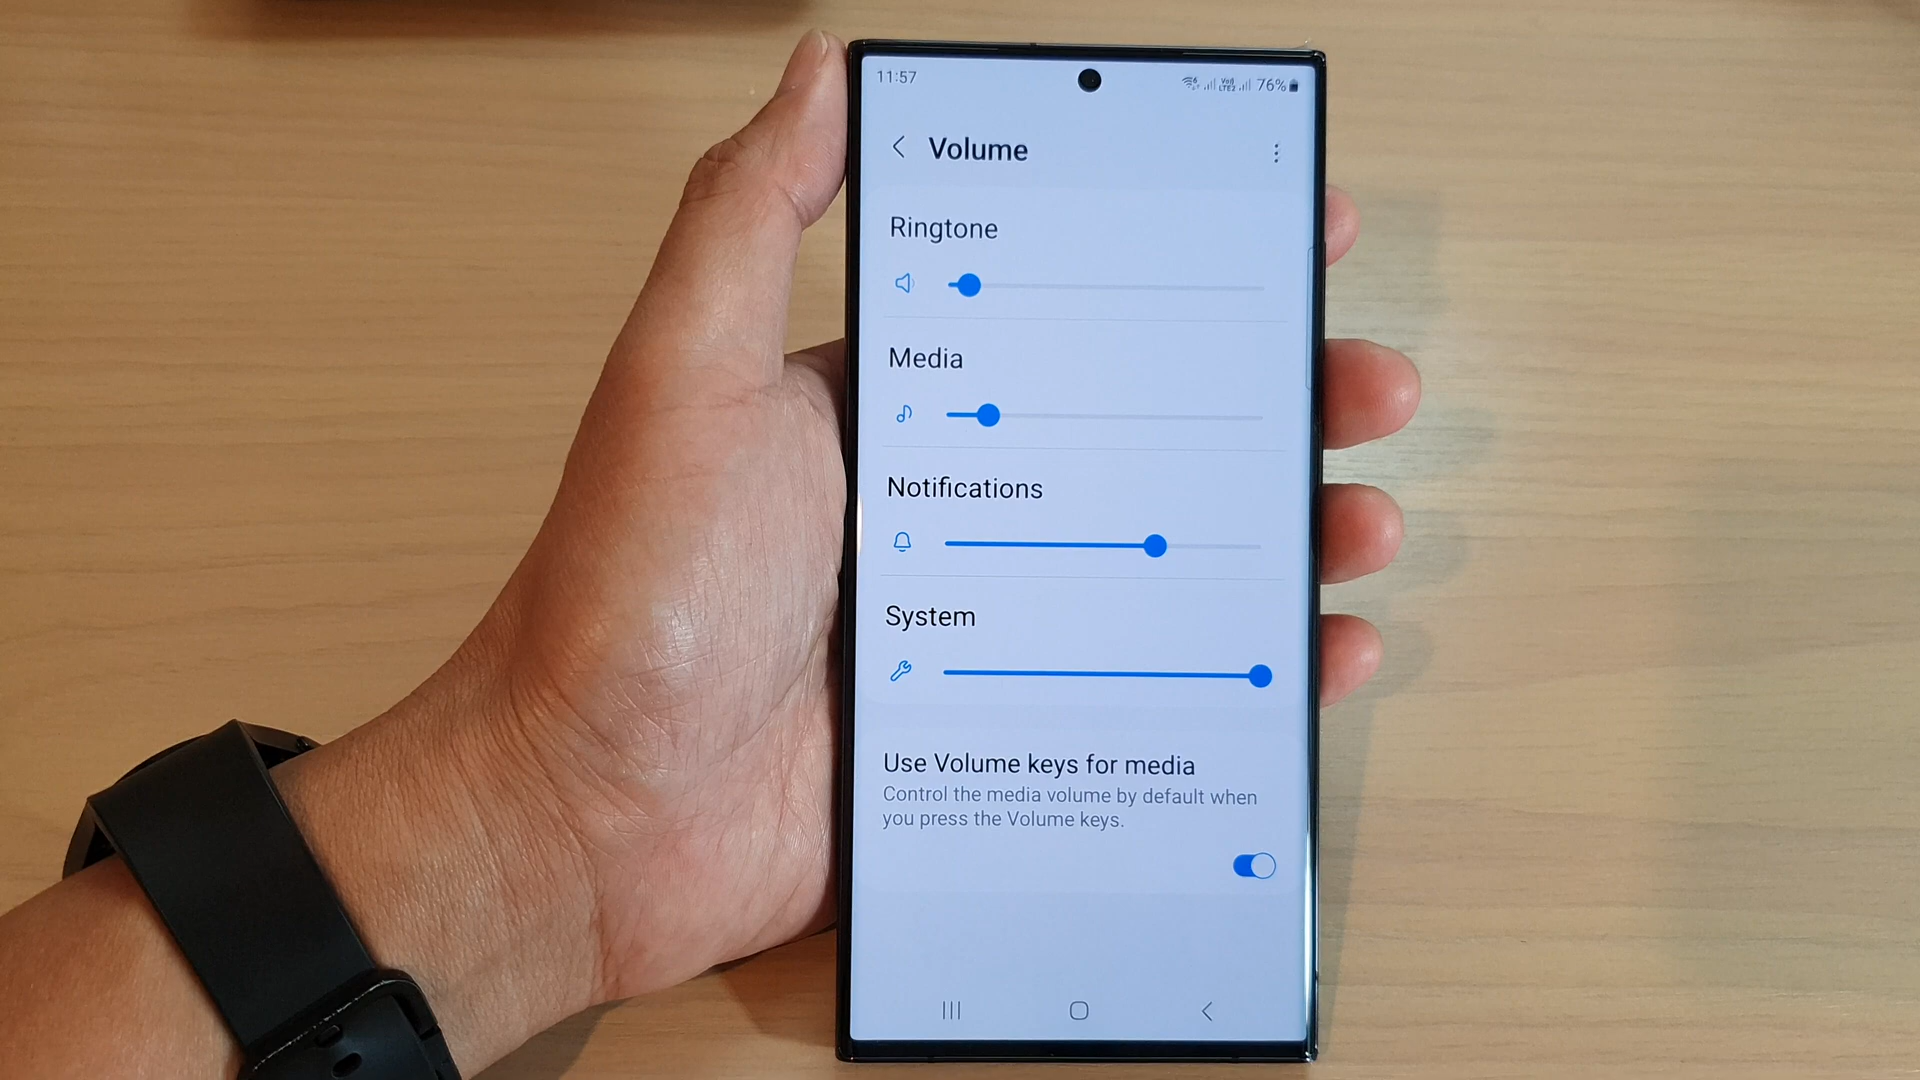 11:57 76%
Volume
Ringtone
Media
Notifications
System
Use Volume keys for media
Control the media volume by default when
you press the Volume keys.